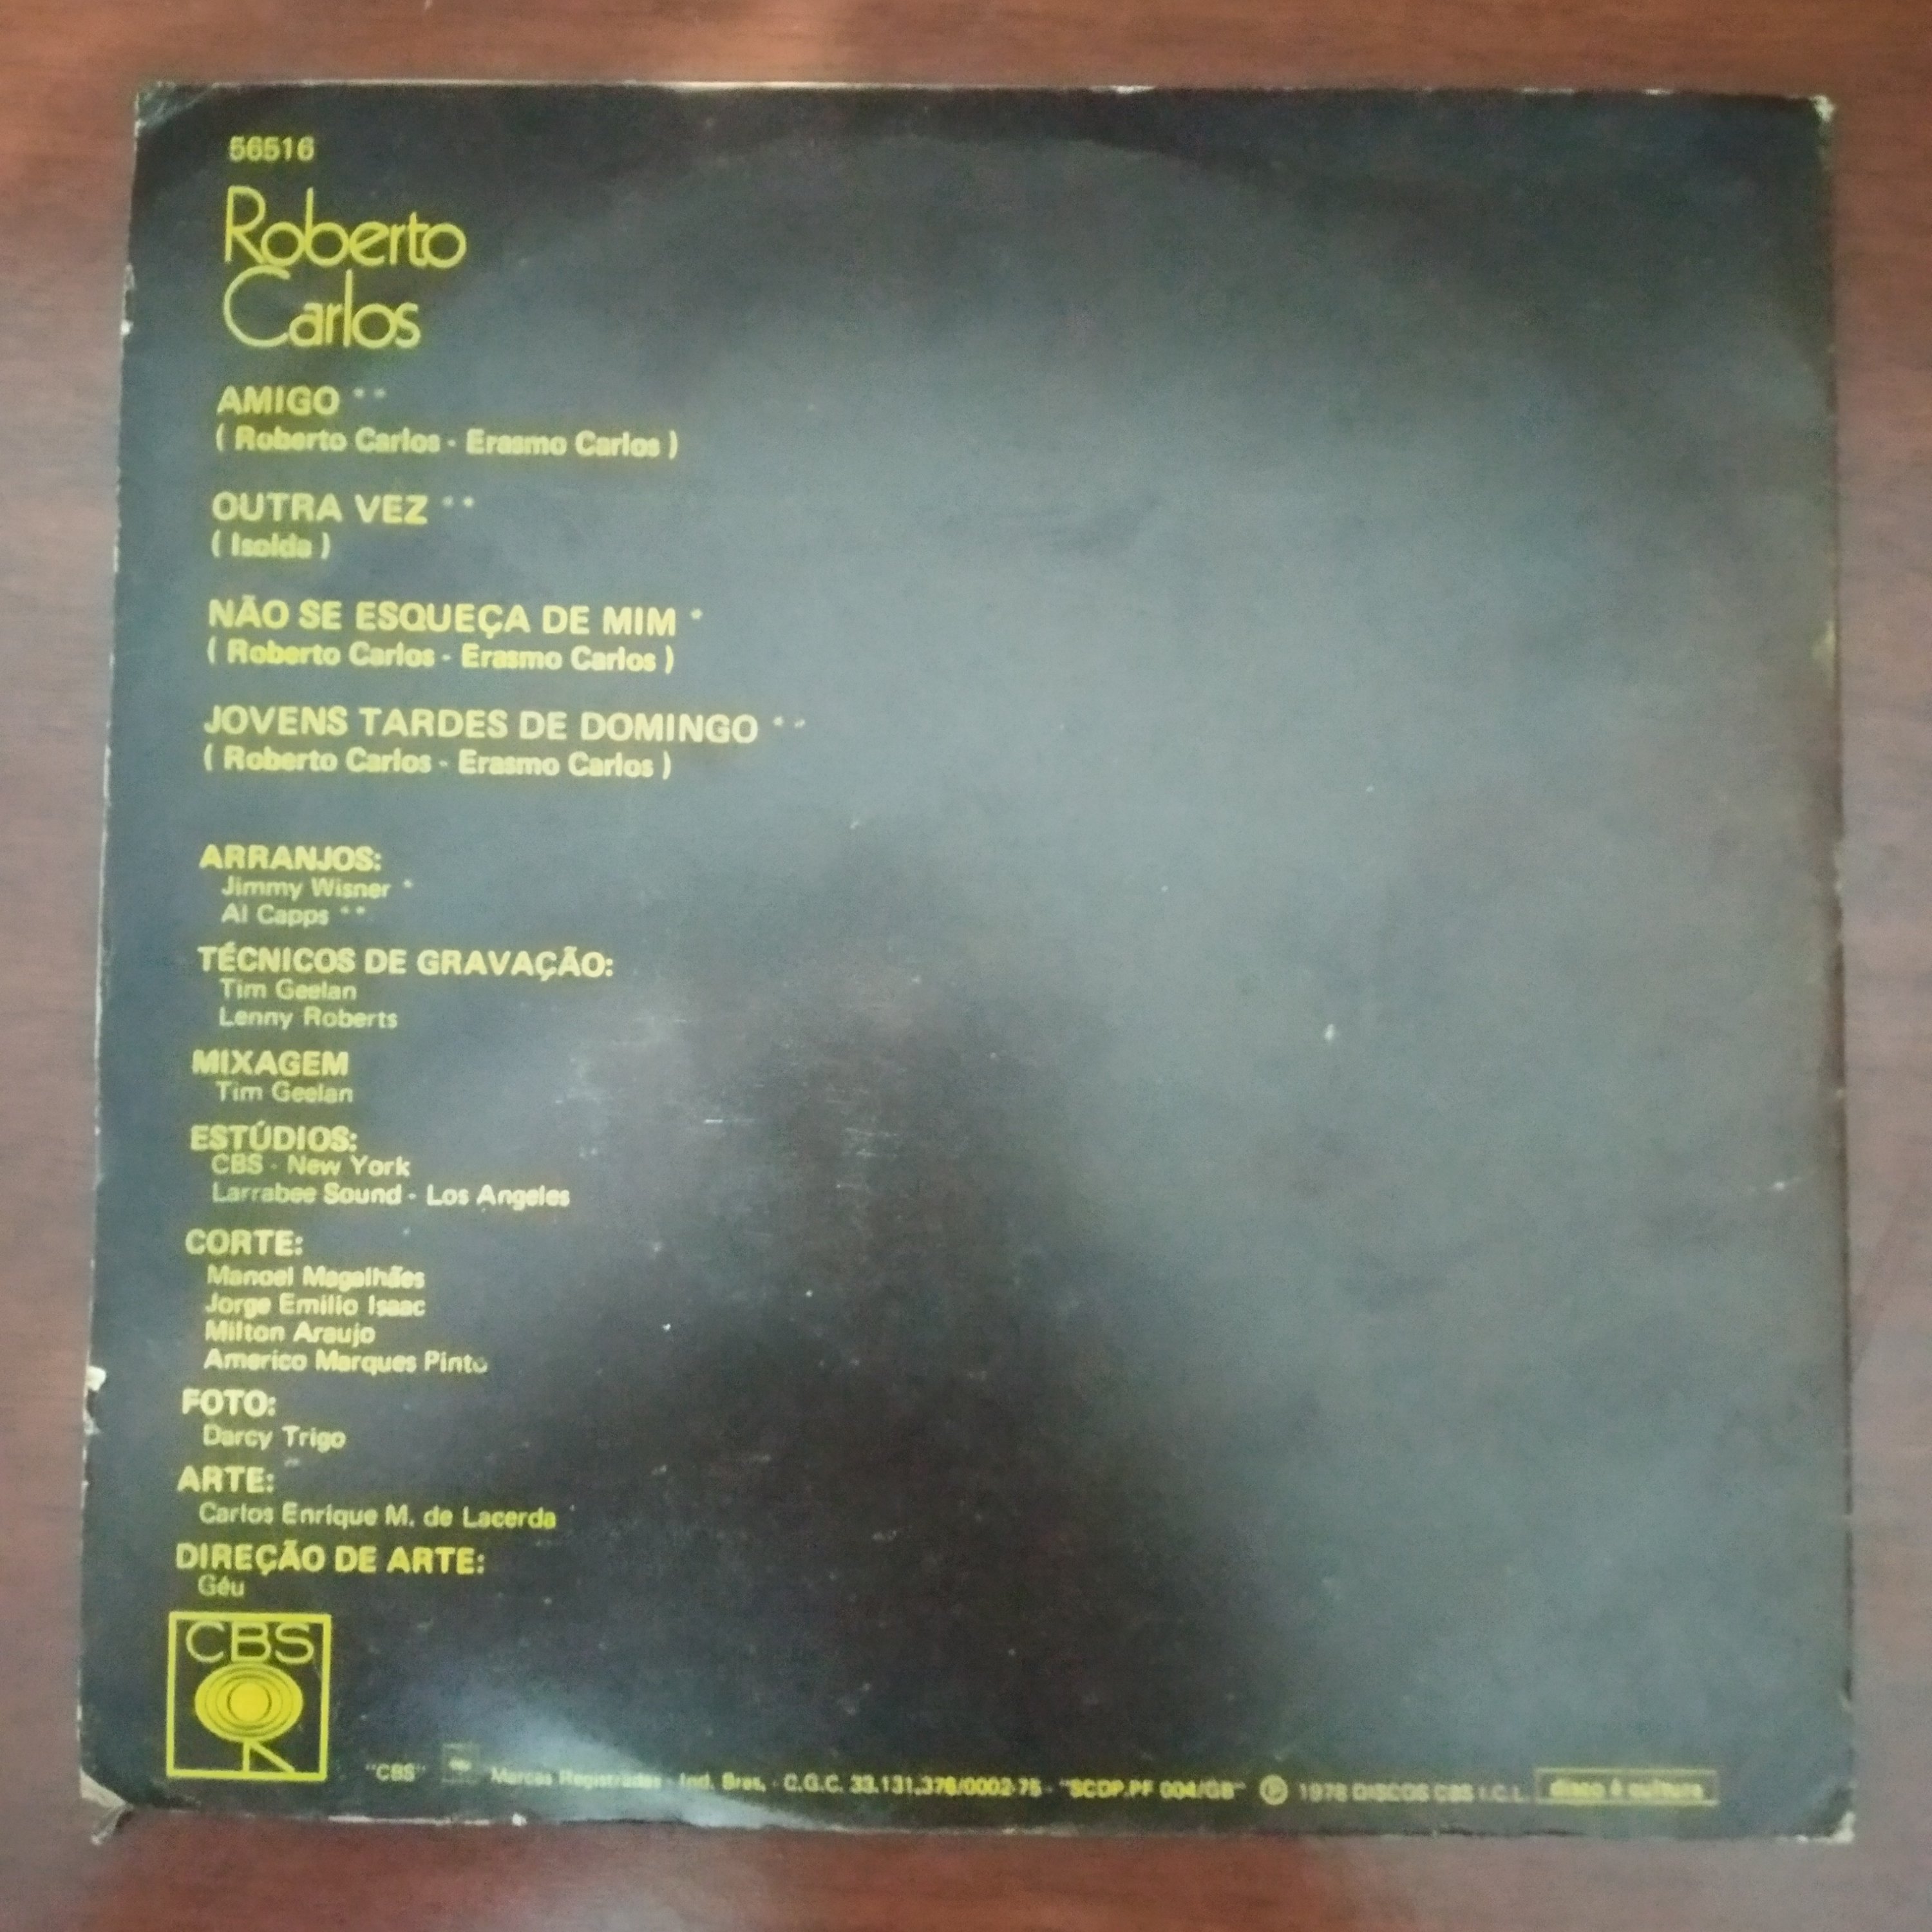 56516
Roberto
Carlos
AMIGO **
( Roberto Carlos - Erasmo Carlos )
OUTRA VEZ **
( Isolda )
NÃO SE ESQUEÇA DE MIM *
( Roberto Carlos - Erasmo Carlos )
JOVENS TARDES DE DOMINGO **
( Roberto Carlos - Erasmo Carlos )
ARRANJOS:
Jimmy Wisner *
Al Capps **
TÉCNICOS DE GRAVAÇÃO:
Tim Geelan
Lenny Roberts
MIXAGEM
Tim Geelan
ESTÚDIOS:
CBS - New York
Larrabee Sound - Los Angeles
CORTE:
Manoel Magalhães
Jorge Emilio Isaac
Milton Araujo
Americo Marques Pinto
FOTO:
Darcy Trigo
ARTE:
Carlos Enrique M. de Lacerda
DIREÇÃO DE ARTE:
Géu
CBS
"CBS" Marcas Registradas - Ind. Bras. - C.G.C. 33.131.376/0002-75 - "SCDP.PF 004/GB" ℗ 1978 DISCOS CBS I.C.L. disco é cultura